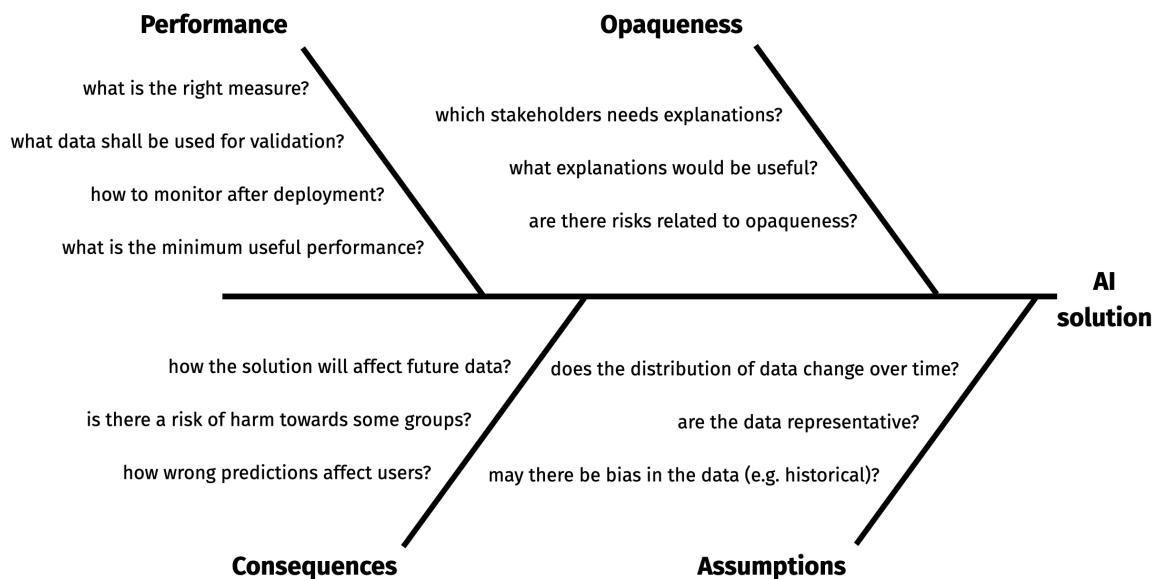 Performance
what is the right measure?
what data shall be used for validation?
how to monitor after deployment?
what is the minimum useful performance?
Opaqueness
which stakeholders needs explanations?
what explanations would be useful?
are there risks related to opaqueness?
AI
solution
how the solution will affect future data?
is there a risk of harm towards some groups?
how wrong predictions affect users?
Consequences
does the distribution of data change over time?
are the data representative?
may there be bias in the data (e.g. historical)?
Assumptions